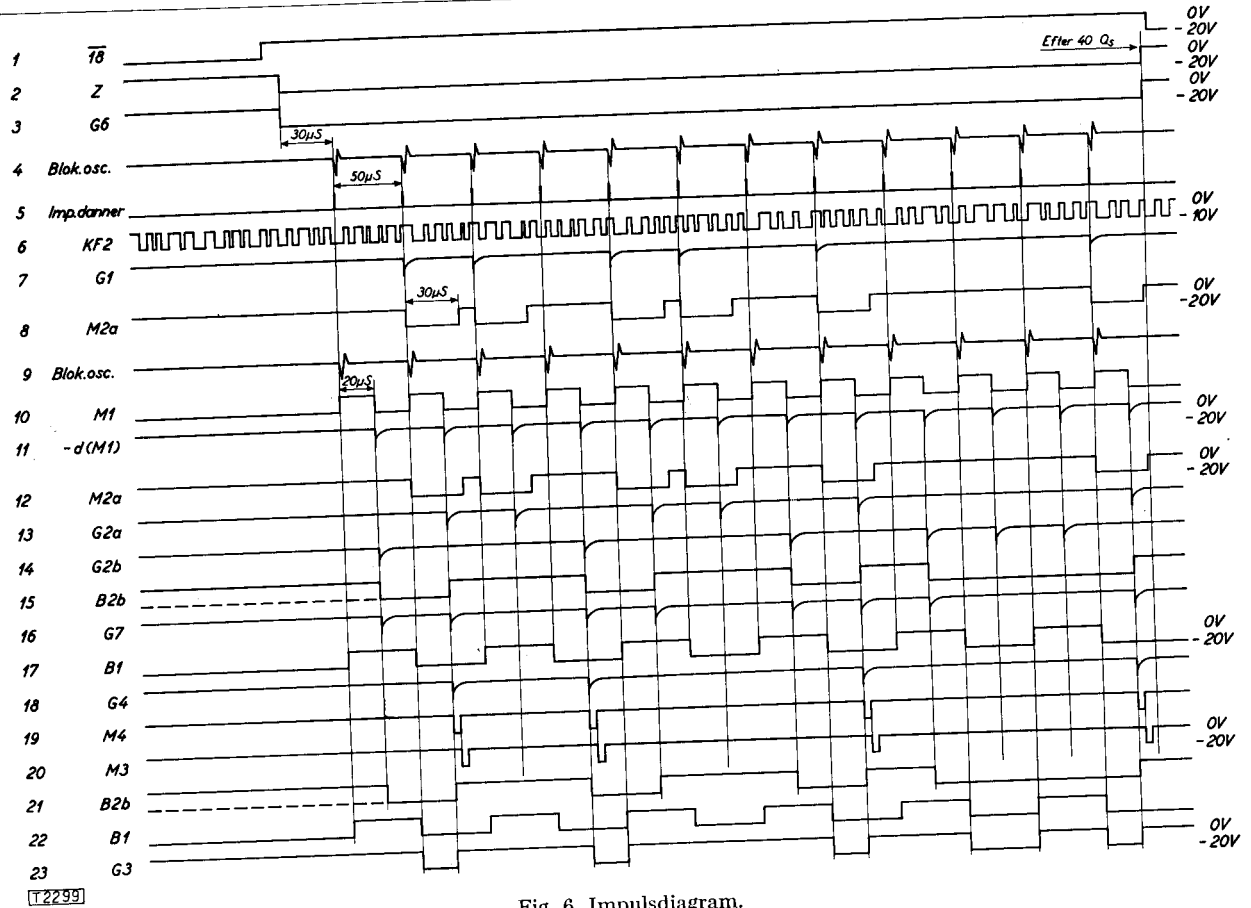 1 18 0V
-20V
Efter 40 Qs 0V
-20V
2 Z 0V
-20V
3 G6
30µS
4 Blok.osc.
50µS
5 Imp.danner
0V
-10V
6 KF2
7 G1
30µS 0V
-20V
8 M2a
9 Blok.osc.
20µS
10 M1 0V
-20V
11 -d(M1)
0V
-20V
12 M2a
13 G2a
14 G2b
15 B2b
16 G7 0V
-20V
17 B1
18 G4
19 M4 0V
-20V
20 M3
21 B2b
22 B1 0V
-20V
23 G3
T2299
Fig. 6. Impulsdiagram.